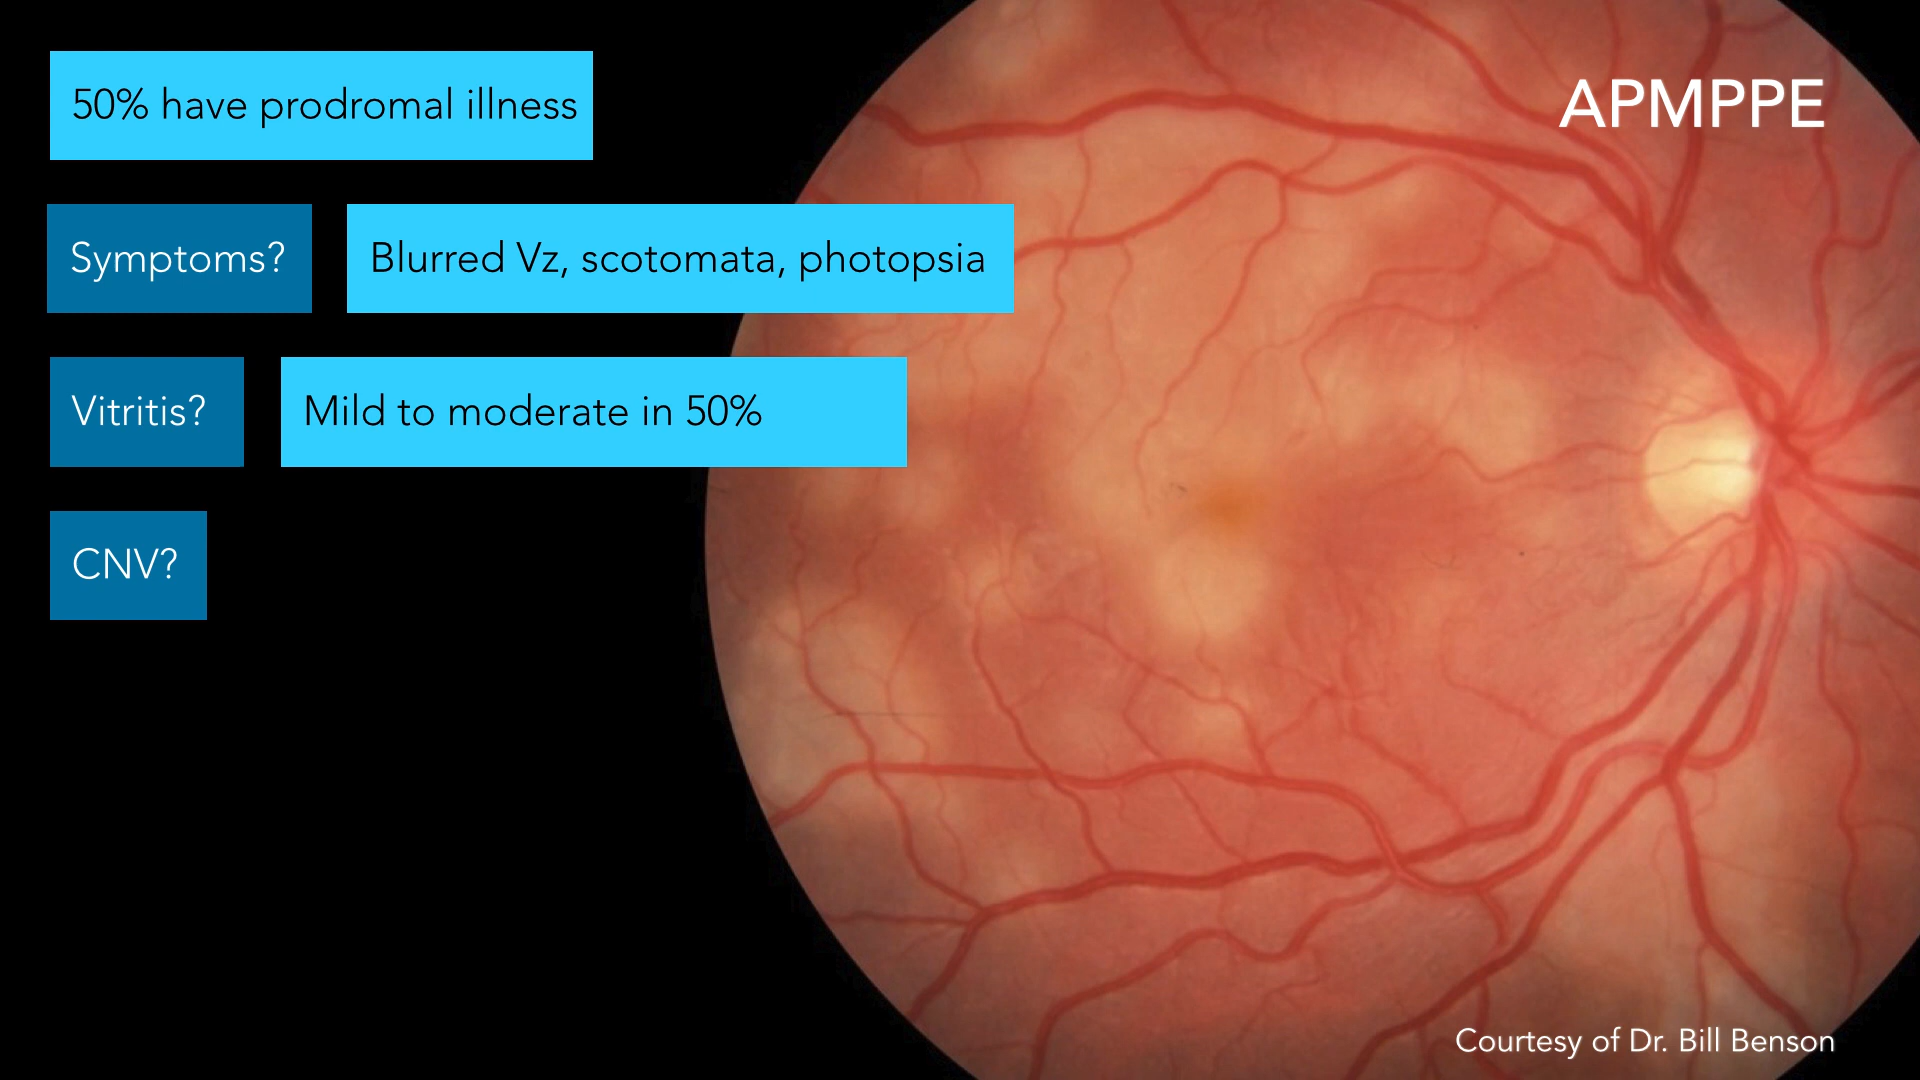 50% have prodromal illness
APMPPE
Symptoms?
Blurred Vz, scotomata, photopsia
Vitritis?
Mild to moderate in 50%
CNV?
Courtesy of Dr. Bill Benson